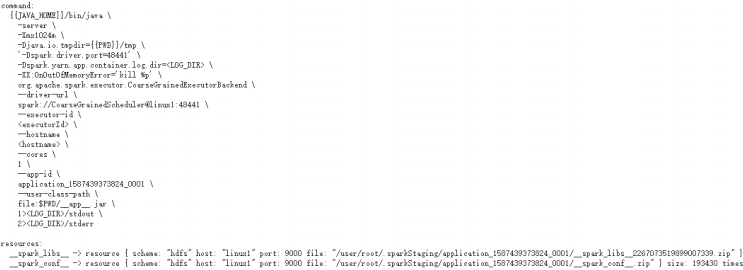 command:
{{JAVA_HOME}}/bin/java \
-server \
-Xmx1024m \
-Djava.io.tmpdir={{PWD}}/tmp \
'-Dspark.driver.port=48441' \
-Dspark.yarn.app.container.log.dir=<LOG_DIR> \
-XX:OnOutOfMemoryError='kill %p' \
org.apache.spark.executor.CoarseGrainedExecutorBackend \
--driver-url \
spark://CoarseGrainedScheduler@linux1:48441 \
--executor-id \
<executorId> \
--hostname \
<hostname> \
--cores \
1 \
--app-id \
application_1587439373824_0001 \
--user-class-path \
file:$PWD/__app__.jar \
1><LOG_DIR>/stdout \
2><LOG_DIR>/stderr
resources:
__spark_libs__ -> resource { scheme: "hdfs" host: "linux1" port: 9000 file: "/user/root/.sparkStaging/application_1587439373824_0001/__spark_libs__2267073519899007339.zip" }
__spark_conf__ -> resource { scheme: "hdfs" host: "linux1" port: 9000 file: "/user/root/.sparkStaging/application_1587439373824_0001/__spark_conf__.zip" } size: 193430 times